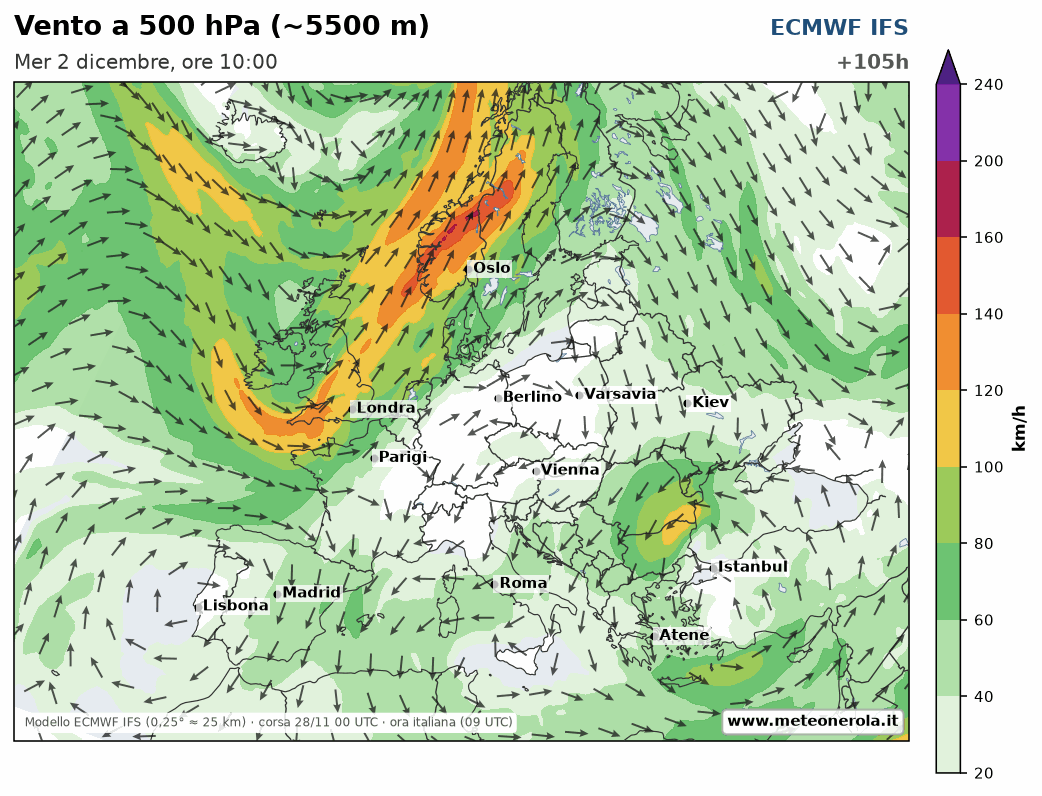 Vento a 500 hPa (~5500 m)
ECMWF IFS
Mer 2 dicembre, ore 10:00
+105h
240
200
160
140
120
100
80
60
40
20
km/h
Oslo
Berlino
Varsavia
Kiev
Londra
Parigi
Vienna
Istanbul
Roma
Madrid
Lisbona
Atene
Modello ECMWF IFS (0,25° ≈ 25 km) · corsa 28/11 00 UTC · ora italiana (09 UTC)
www.meteonerola.it